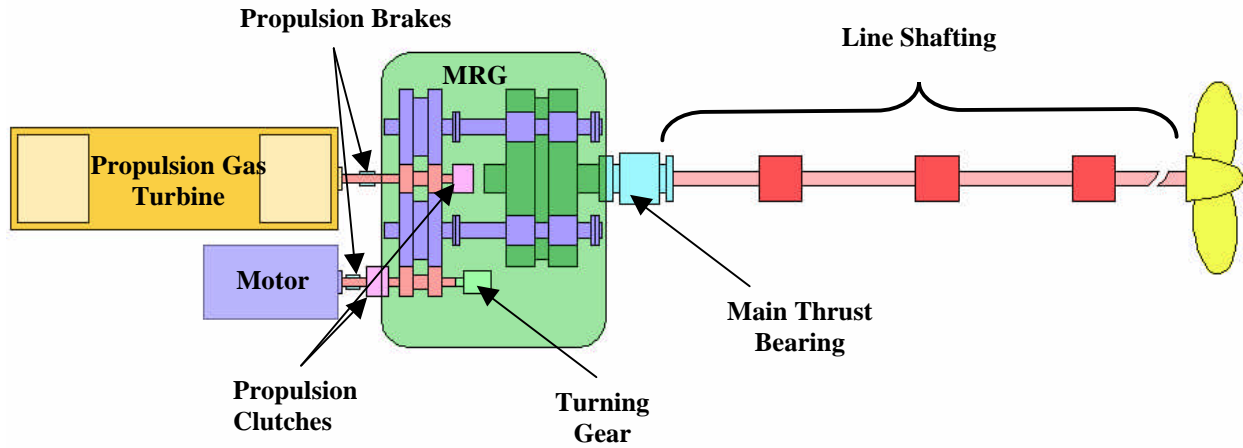 Propulsion Brakes
Line Shafting
MRG
Propulsion Gas
Turbine
Motor
Main Thrust
Bearing
Propulsion
Clutches
Turning
Gear